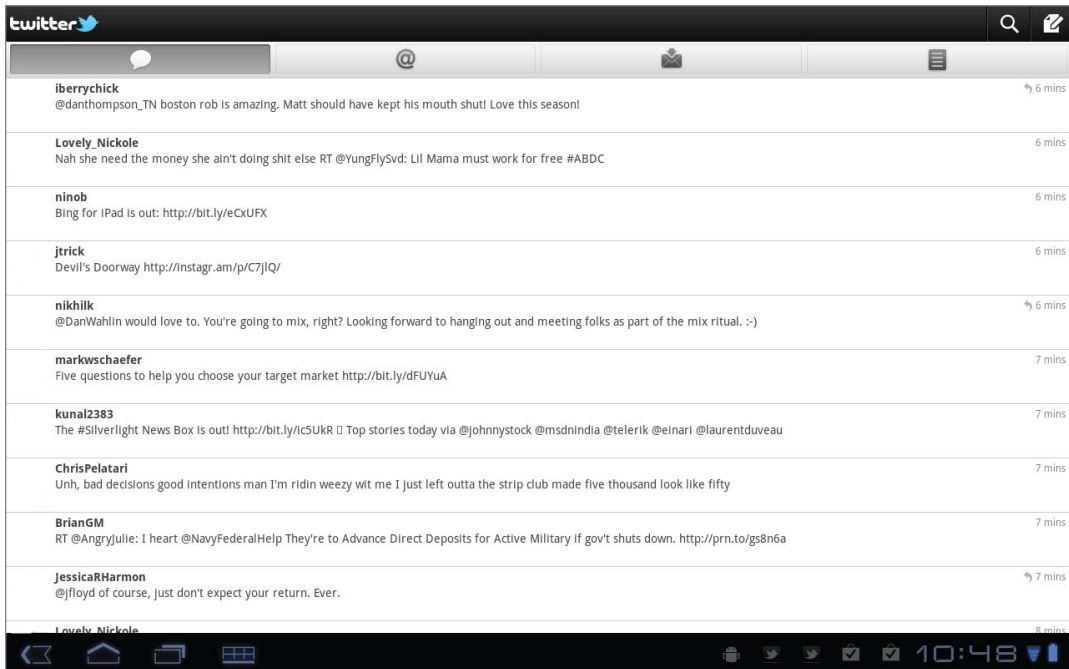 twitter
@
iberrychick 6 mins
@danthompson_TN boston rob is amazing. Matt should have kept his mouth shut! Love this season!
Lovely_Nickole 6 mins
Nah she need the money she ain't doing shit else RT @YungFlySvd: Lil Mama must work for free #ABDC
ninob 6 mins
Bing for iPad is out: http://bit.ly/eCxUFX
jtrick 6 mins
Devil's Doorway http://instagr.am/p/C7jlQ/
nikhilk 6 mins
@DanWahlin would love to. You're going to mix, right? Looking forward to hanging out and meeting folks as part of the mix ritual. :-)
markwschaefer 7 mins
Five questions to help you choose your target market http://bit.ly/dFUYuA
kunal2383 7 mins
The #Silverlight News Box is out! http://bit.ly/ic5UkR ▯ Top stories today via @johnnystock @msdnindia @telerik @einari @laurentduveau
ChrisPelatari 7 mins
Unh, bad decisions good intentions man I'm ridin weezy wit me I just left outta the strip club made five thousand look like fifty
BrianGM 7 mins
RT @AngryJulie: I heart @NavyFederalHelp They're to Advance Direct Deposits for Active Military if gov't shuts down. http://prn.to/gs8n6a
JessicaRHarmon 7 mins
@jfloyd of course, just don't expect your return. Ever.
Lovely_Nickole 8 mins
10:48